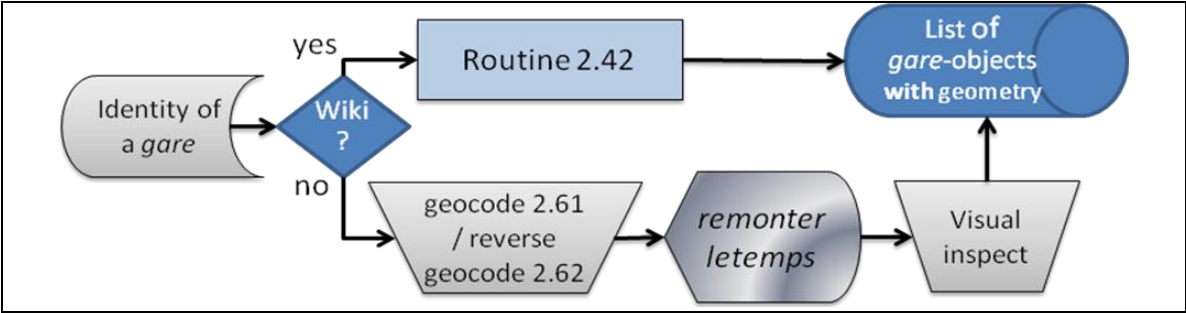 Identity of
a gare
Wiki
?
yes
Routine 2.42
List of
gare-objects
with geometry
no
geocode 2.61
/ reverse
geocode 2.62
remonter
letemps
Visual
inspect